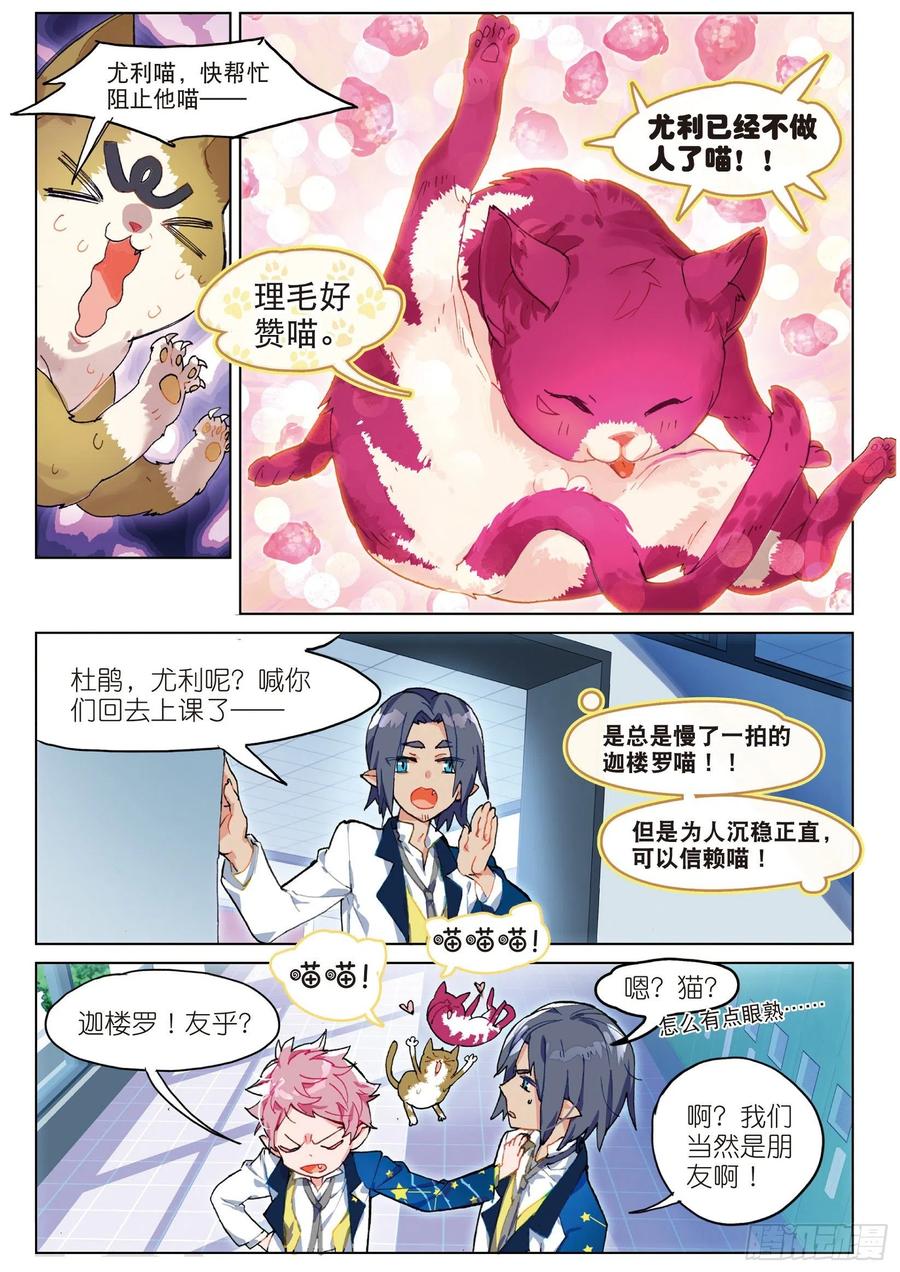 尤利喵，快帮忙
阻止他喵——
尤利已经不做
人了喵！！
理毛好
赞喵。
杜鹃，尤利呢？喊你
们回去上课了——
是总是慢了一拍的
迦楼罗喵！！
但是为人沉稳正直，
可以信赖喵！
喵喵喵！
喵喵！
迦楼罗！友乎？
嗯？猫？
怎么有点眼熟……
啊？我们
当然是朋
友啊！
腾讯动漫